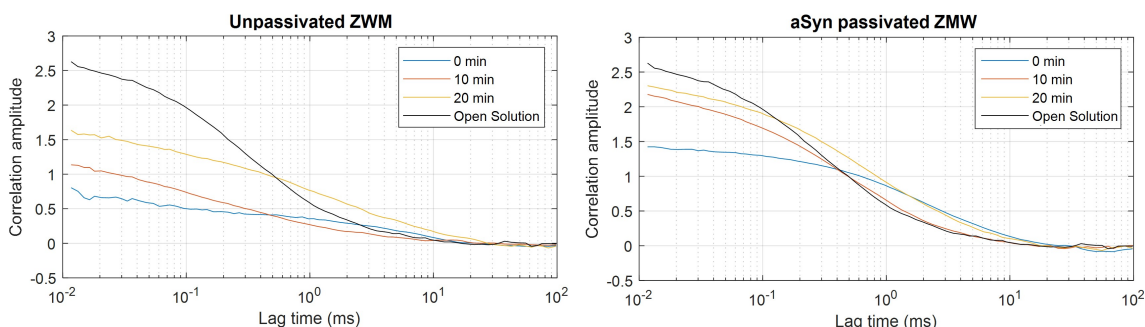 Unpassivated ZWM
Correlation amplitude
3
2.5
2
1.5
1
0.5
0
-0.5
0 min
10 min
20 min
Open Solution
10^-2 10^-1 10^0 10^1 10^2
Lag time (ms)
aSyn passivated ZMW
Correlation amplitude
3
2.5
2
1.5
1
0.5
0
-0.5
0 min
10 min
20 min
Open Solution
10^-2 10^-1 10^0 10^1 10^2
Lag time (ms)